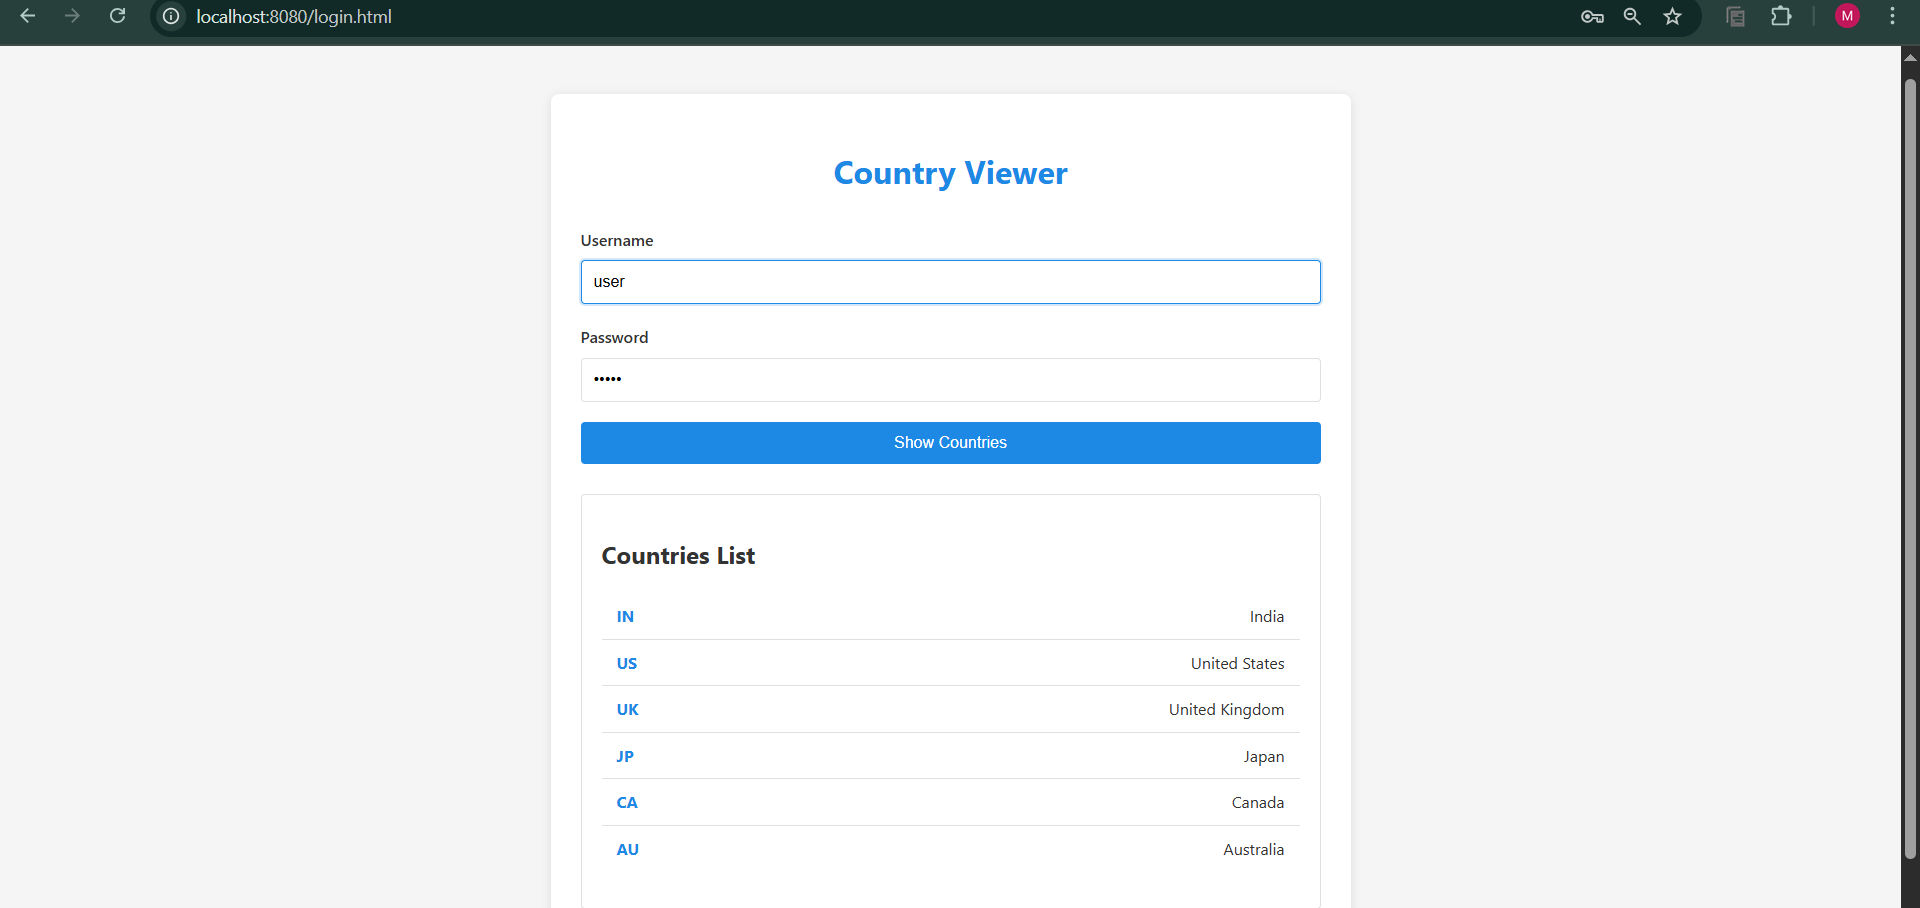 localhost:8080/login.html
M
Country Viewer
Username
user
Password
•••••
Show Countries
Countries List
IN India
US United States
UK United Kingdom
JP Japan
CA Canada
AU Australia